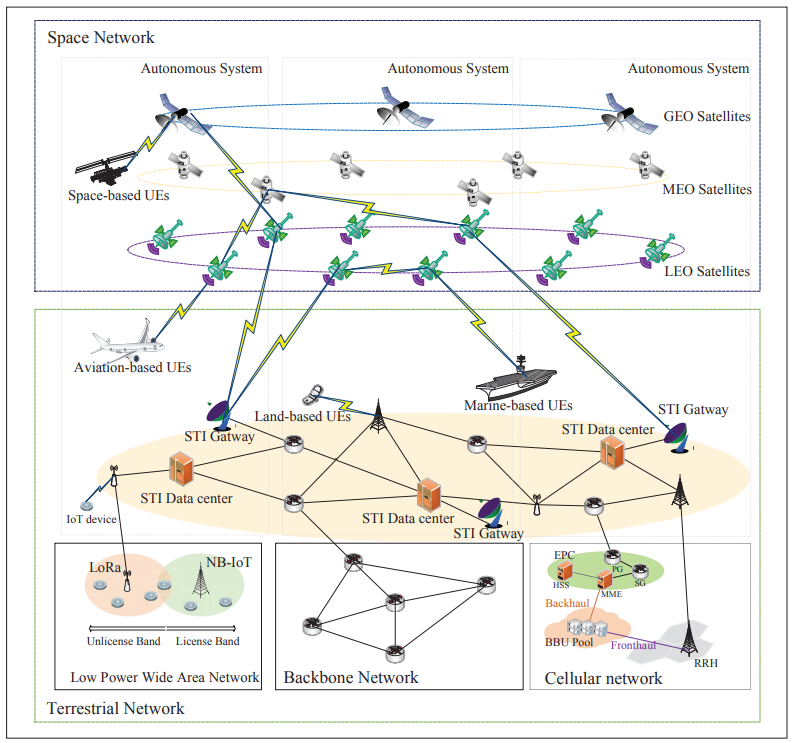 Space Network
Autonomous System
Autonomous System
Autonomous System
GEO Satellites
Space-based UEs
MEO Satellites
LEO Satellites
Aviation-based UEs
Marine-based UEs
Land-based UEs
STI Gateway
STI Gatway
STI Data center
STI Data center
STI Data center
IoT device
STI Gatway
LoRa
NB-IoT
Unlicense Band
License Band
Low Power Wide Area Network
Backbone Network
EPC
HSS
PG
SG
MME
Backhaul
BBU Pool
Fronthaul
RRH
Cellular network
Terrestrial Network